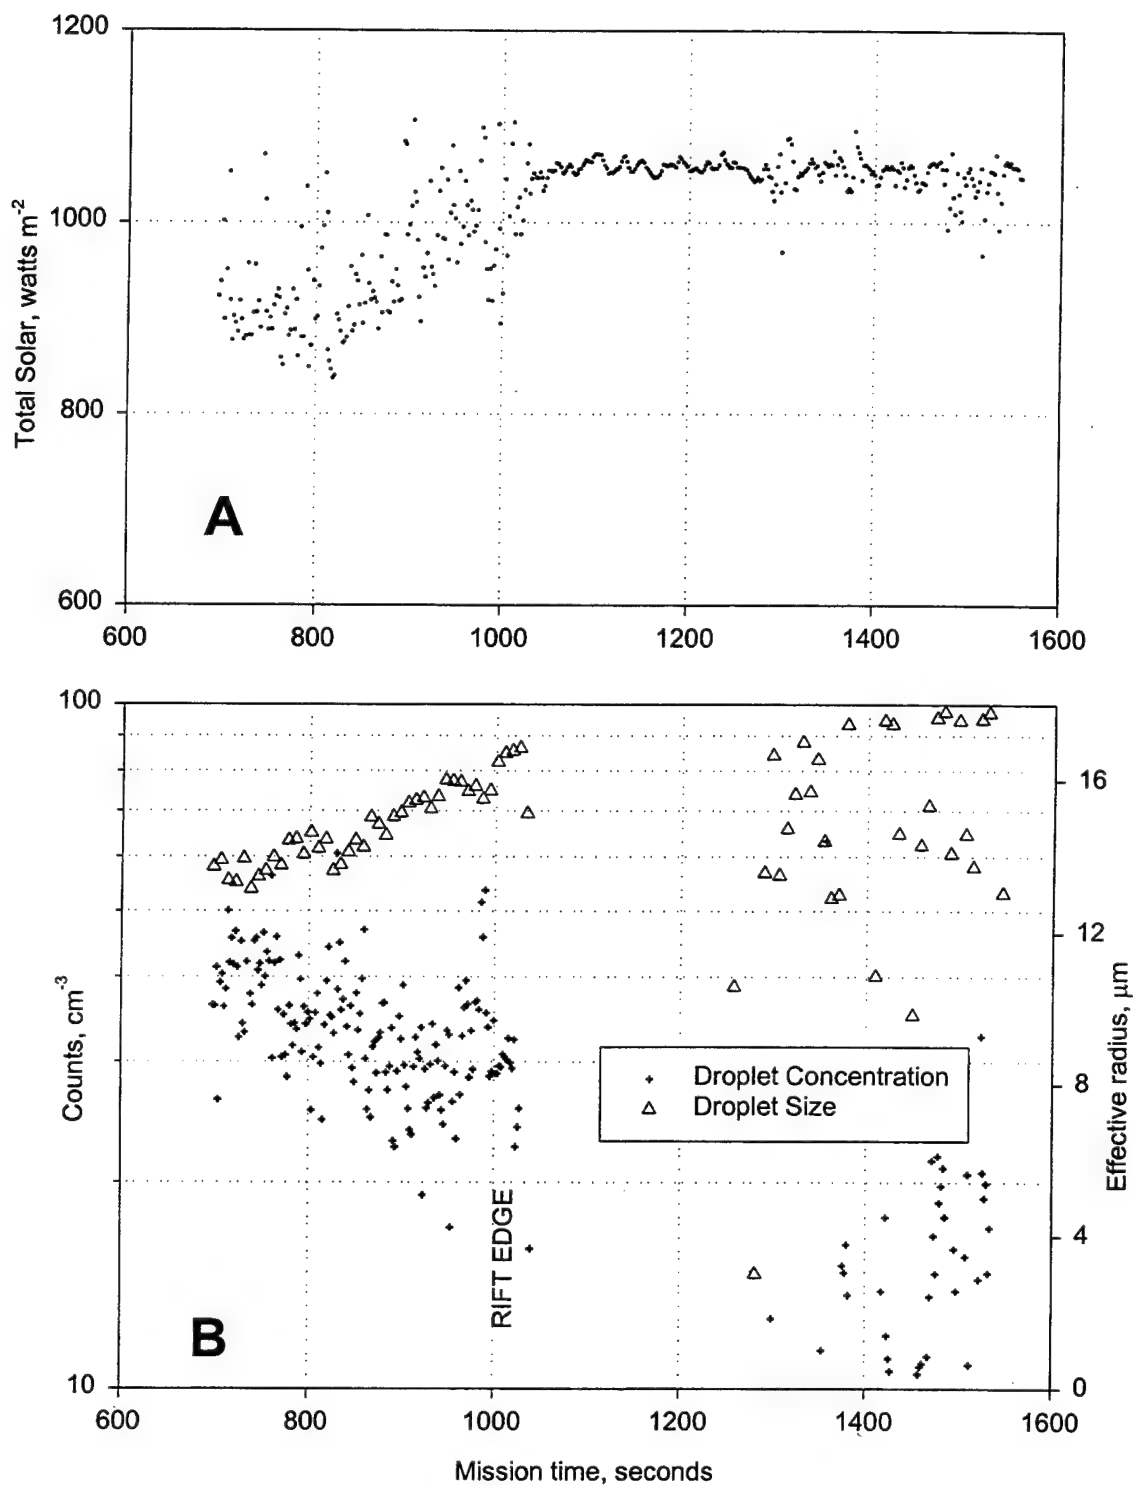 1200
1000
800
600
Total Solar, watts m-2
A
600 800 1000 1200 1400 1600
100
10
Counts, cm-3
16
12
8
4
0
Effective radius, µm
Droplet Concentration
Droplet Size
RIFT EDGE
B
600 800 1000 1200 1400 1600
Mission time, seconds